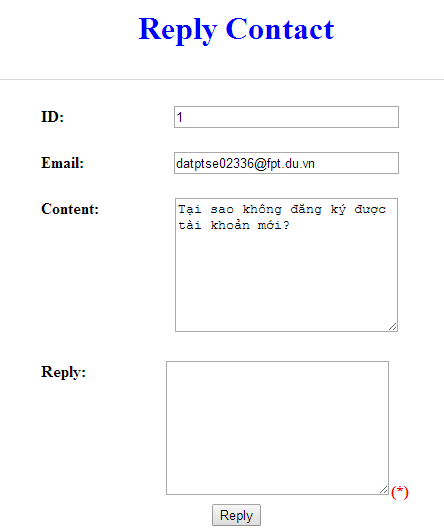 Reply Contact
ID: 1
Email: datptse02336@fpt.du.vn
Content: Tại sao không đăng ký được
tài khoản mới?
Reply:
(*)
Reply